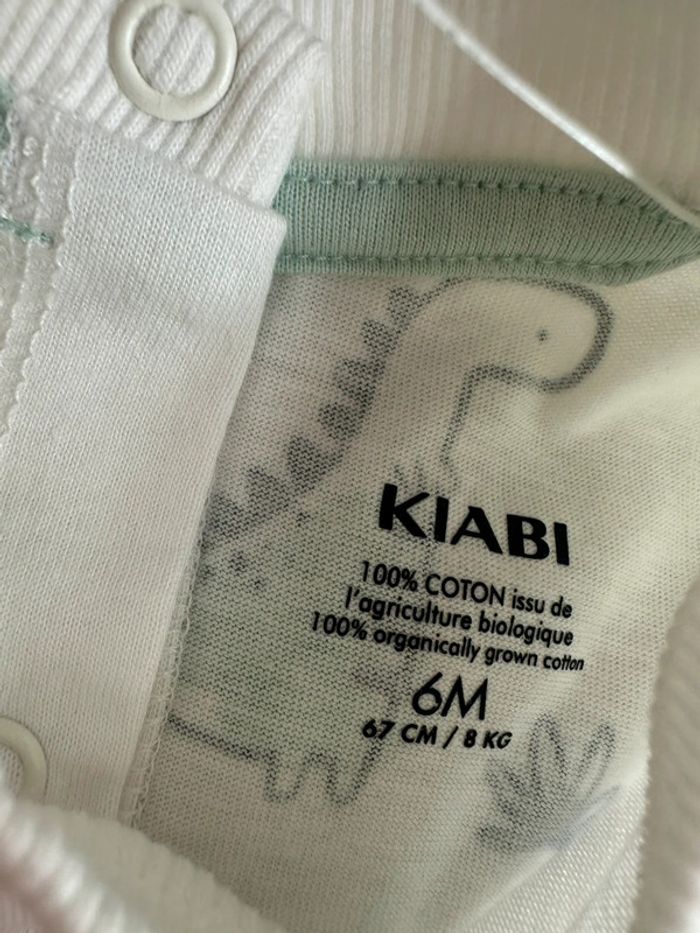 KIABI
100% COTON issu de
l'agriculture biologique
100% organically grown cotton
6M
67 CM / 8 KG